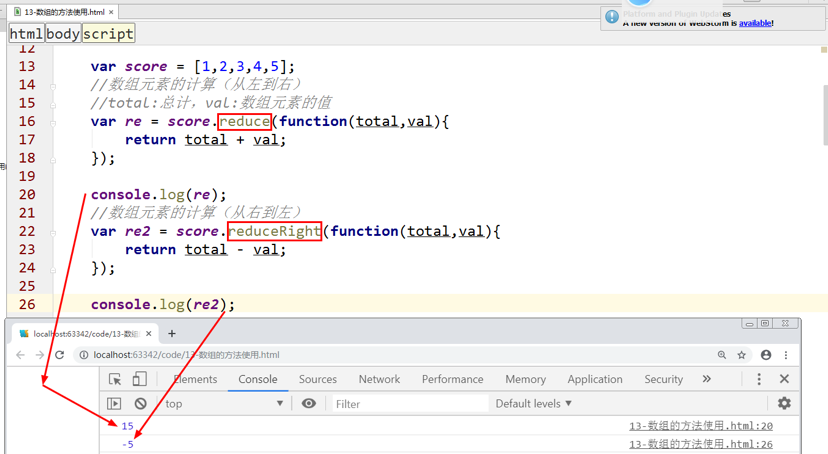 13-数组的方法使用.html ×
Platform and Plugin Updates
A new version of WebStorm is available!
html body script
12
13 var score = [1,2,3,4,5];
14 //数组元素的计算（从左到右）
15 //total:总计，val:数组元素的值
16 var re = score.reduce(function(total,val){
17 return total + val;
18 });
19
20 console.log(re);
21 //数组元素的计算（从右到左）
22 var re2 = score.reduceRight(function(total,val){
23 return total - val;
24 });
25
26 console.log(re2);
localhost:63342/code/13-数组 × +
localhost:63342/code/13-数组的方法使用.html
Elements Console Sources Network Performance Memory Application Security »
top Filter Default levels ▼
15 13-数组的方法使用.html:20
-5 13-数组的方法使用.html:26